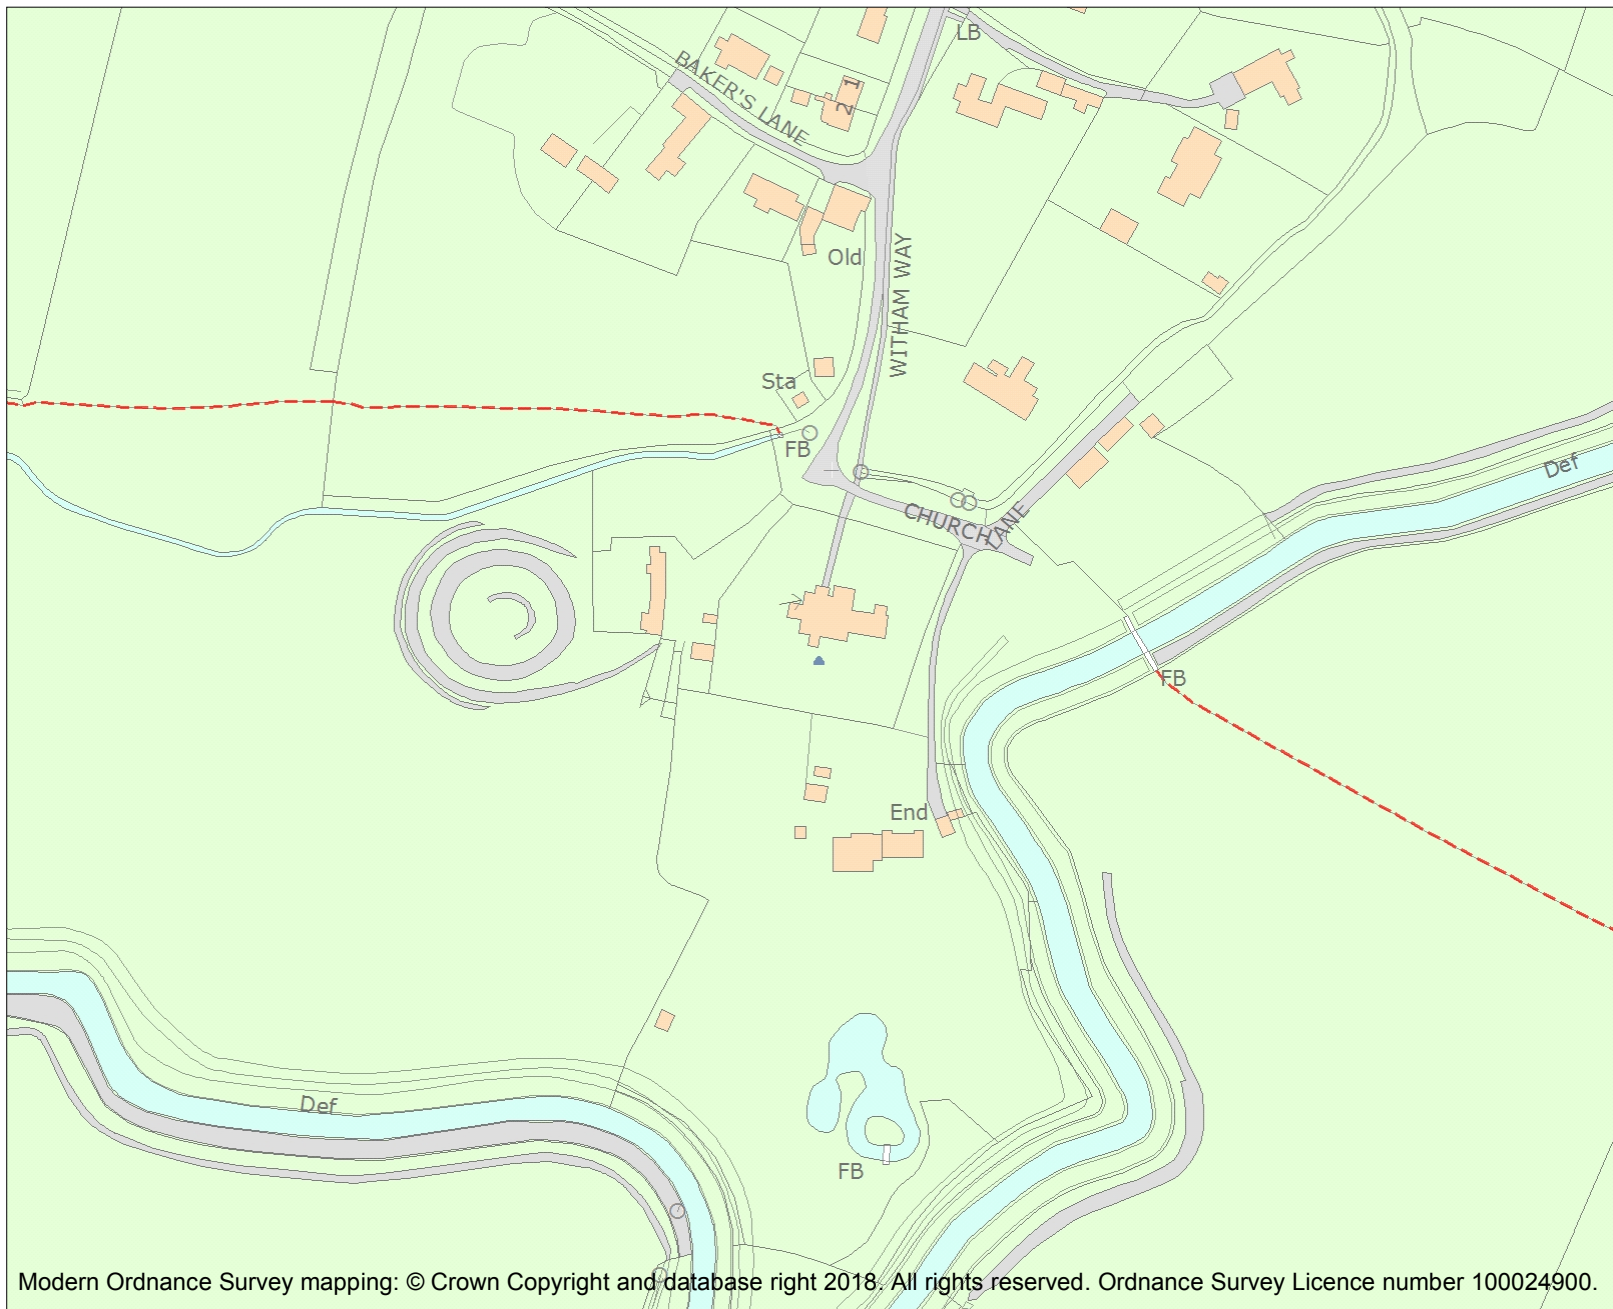 LB
BAKER'S LANE
1
2
Old
WITHAM WAY
Sta
FB
Def
CHURCH LANE
FB
End
Def
FB
Modern Ordnance Survey mapping: © Crown Copyright and database right 2018. All rights reserved. Ordnance Survey Licence number 100024900.